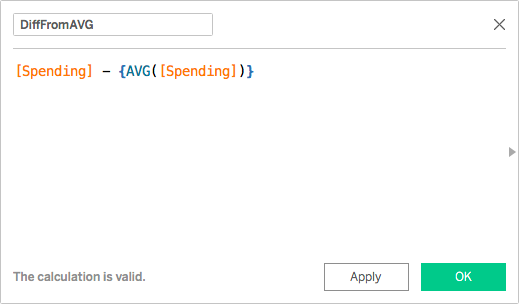 DiffFromAVG
[Spending] – {AVG([Spending])}
The calculation is valid.
Apply
OK